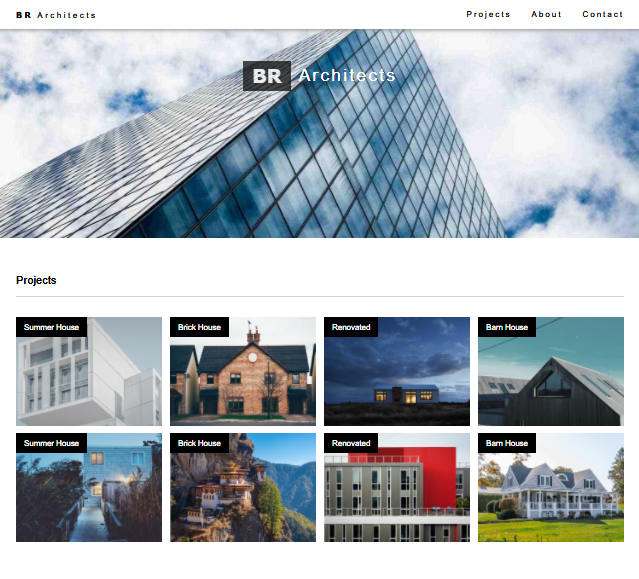 BR Architects
Projects About Contact
BR Architects
Projects
Summer House
Brick House
Renovated
Barn House
Summer House
Brick House
Renovated
Barn House